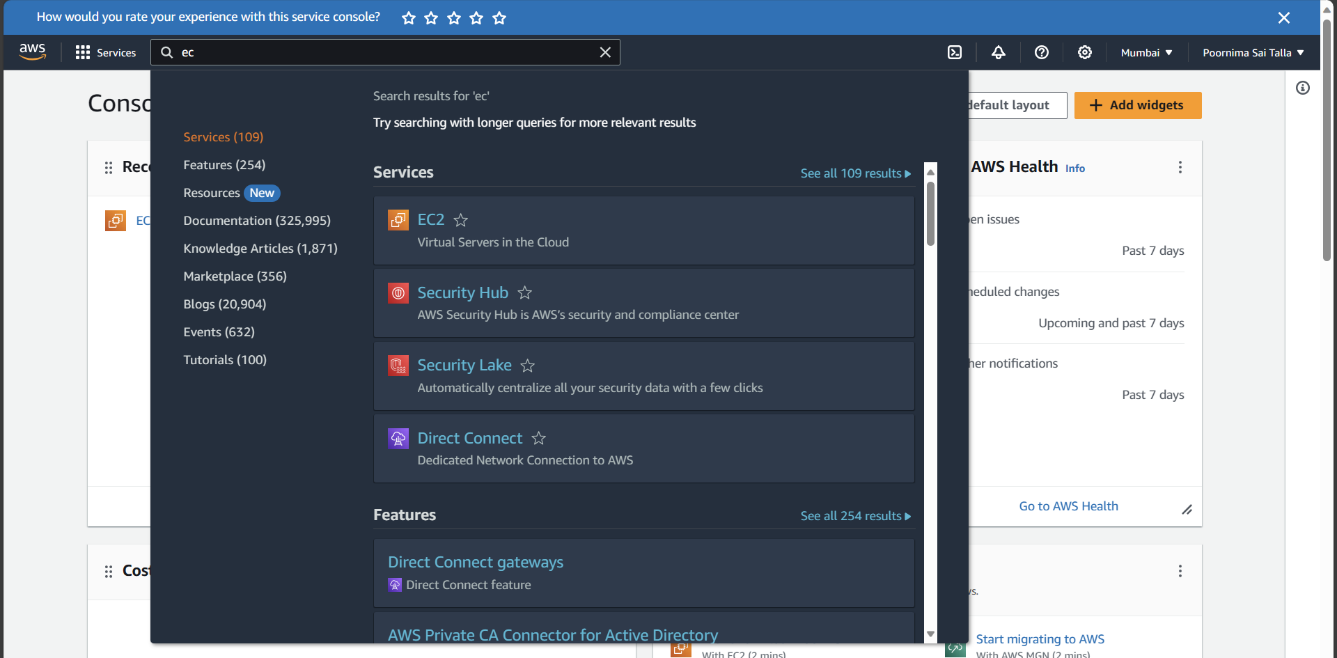 How would you rate your experience with this service console?
aws
Services
ec
Mumbai
Poornima Sai Talla
default layout
Add widgets
Search results for 'ec'
Try searching with longer queries for more relevant results
Services (109)
Features (254)
Resources New
Documentation (325,995)
Knowledge Articles (1,871)
Marketplace (356)
Blogs (20,904)
Events (632)
Tutorials (100)
Services
See all 109 results
EC2
Virtual Servers in the Cloud
Security Hub
AWS Security Hub is AWS's security and compliance center
Security Lake
Automatically centralize all your security data with a few clicks
Direct Connect
Dedicated Network Connection to AWS
Features
See all 254 results
Direct Connect gateways
Direct Connect feature
AWS Private CA Connector for Active Directory
AWS Health Info
issues
Past 7 days
changes
Upcoming and past 7 days
notifications
Past 7 days
Go to AWS Health
Cost
With EC2 (2 mins)
Start migrating to AWS
With AWS MGN (2 mins)